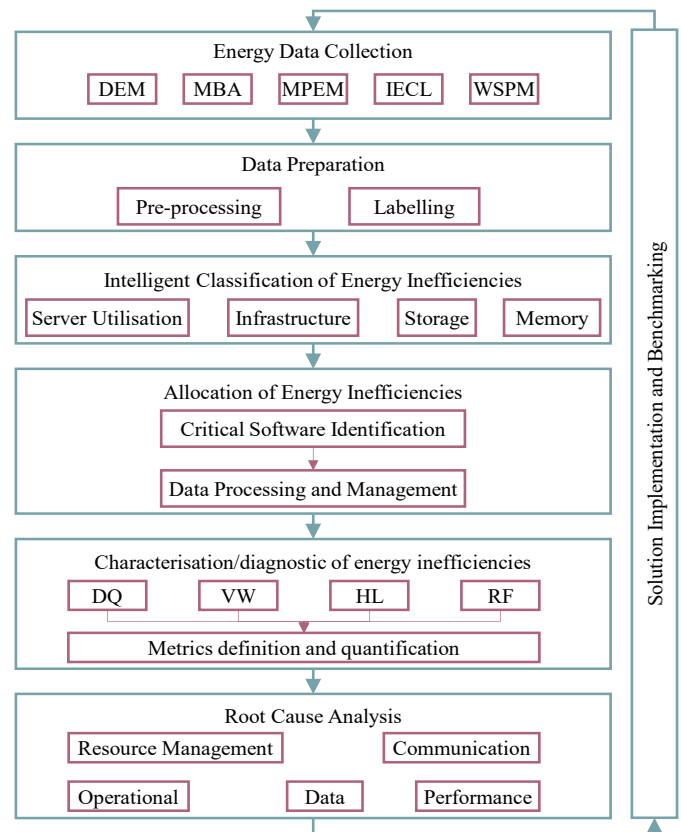 Energy Data Collection
DEM MBA MPEM IECL WSPM
Data Preparation
Pre-processing Labelling
Intelligent Classification of Energy Inefficiencies
Server Utilisation Infrastructure Storage Memory
Allocation of Energy Inefficiencies
Critical Software Identification
Data Processing and Management
Characterisation/diagnostic of energy inefficiencies
DQ VW HL RF
Metrics definition and quantification
Root Cause Analysis
Resource Management Communication
Operational Data Performance
Solution Implementation and Benchmarking